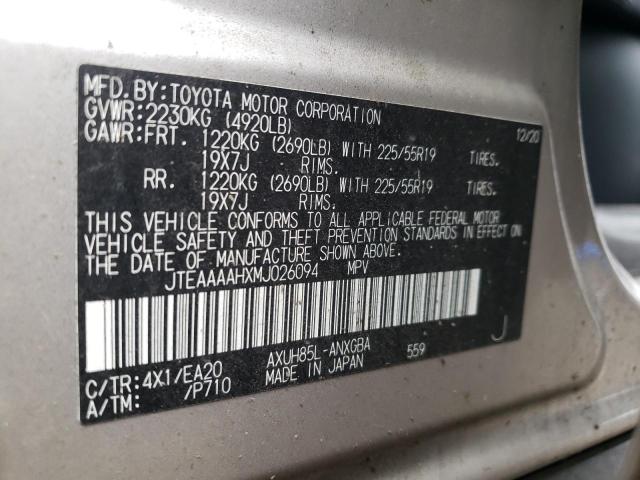 MFD. BY: TOYOTA MOTOR CORPORATION
12/20
GVWR: 2230KG (4920LB)
GAWR: FRT. 1220KG (2690LB) WITH 225/55R19 TIRES.
19X7J RIMS.
RR. 1220KG (2690LB) WITH 225/55R19 TIRES.
19X7J RIMS.
THIS VEHICLE CONFORMS TO ALL APPLICABLE FEDERAL MOTOR
VEHICLE SAFETY AND THEFT PREVENTION STANDARDS IN EFFECT ON
THE DATE OF MANUFACTURE SHOWN ABOVE.
JTEAAAAHXMJ026094 MPV
J
C/TR: 4X1/EA20 AXUH85L-ANXGBA 559
A/TM: /P710 MADE IN JAPAN